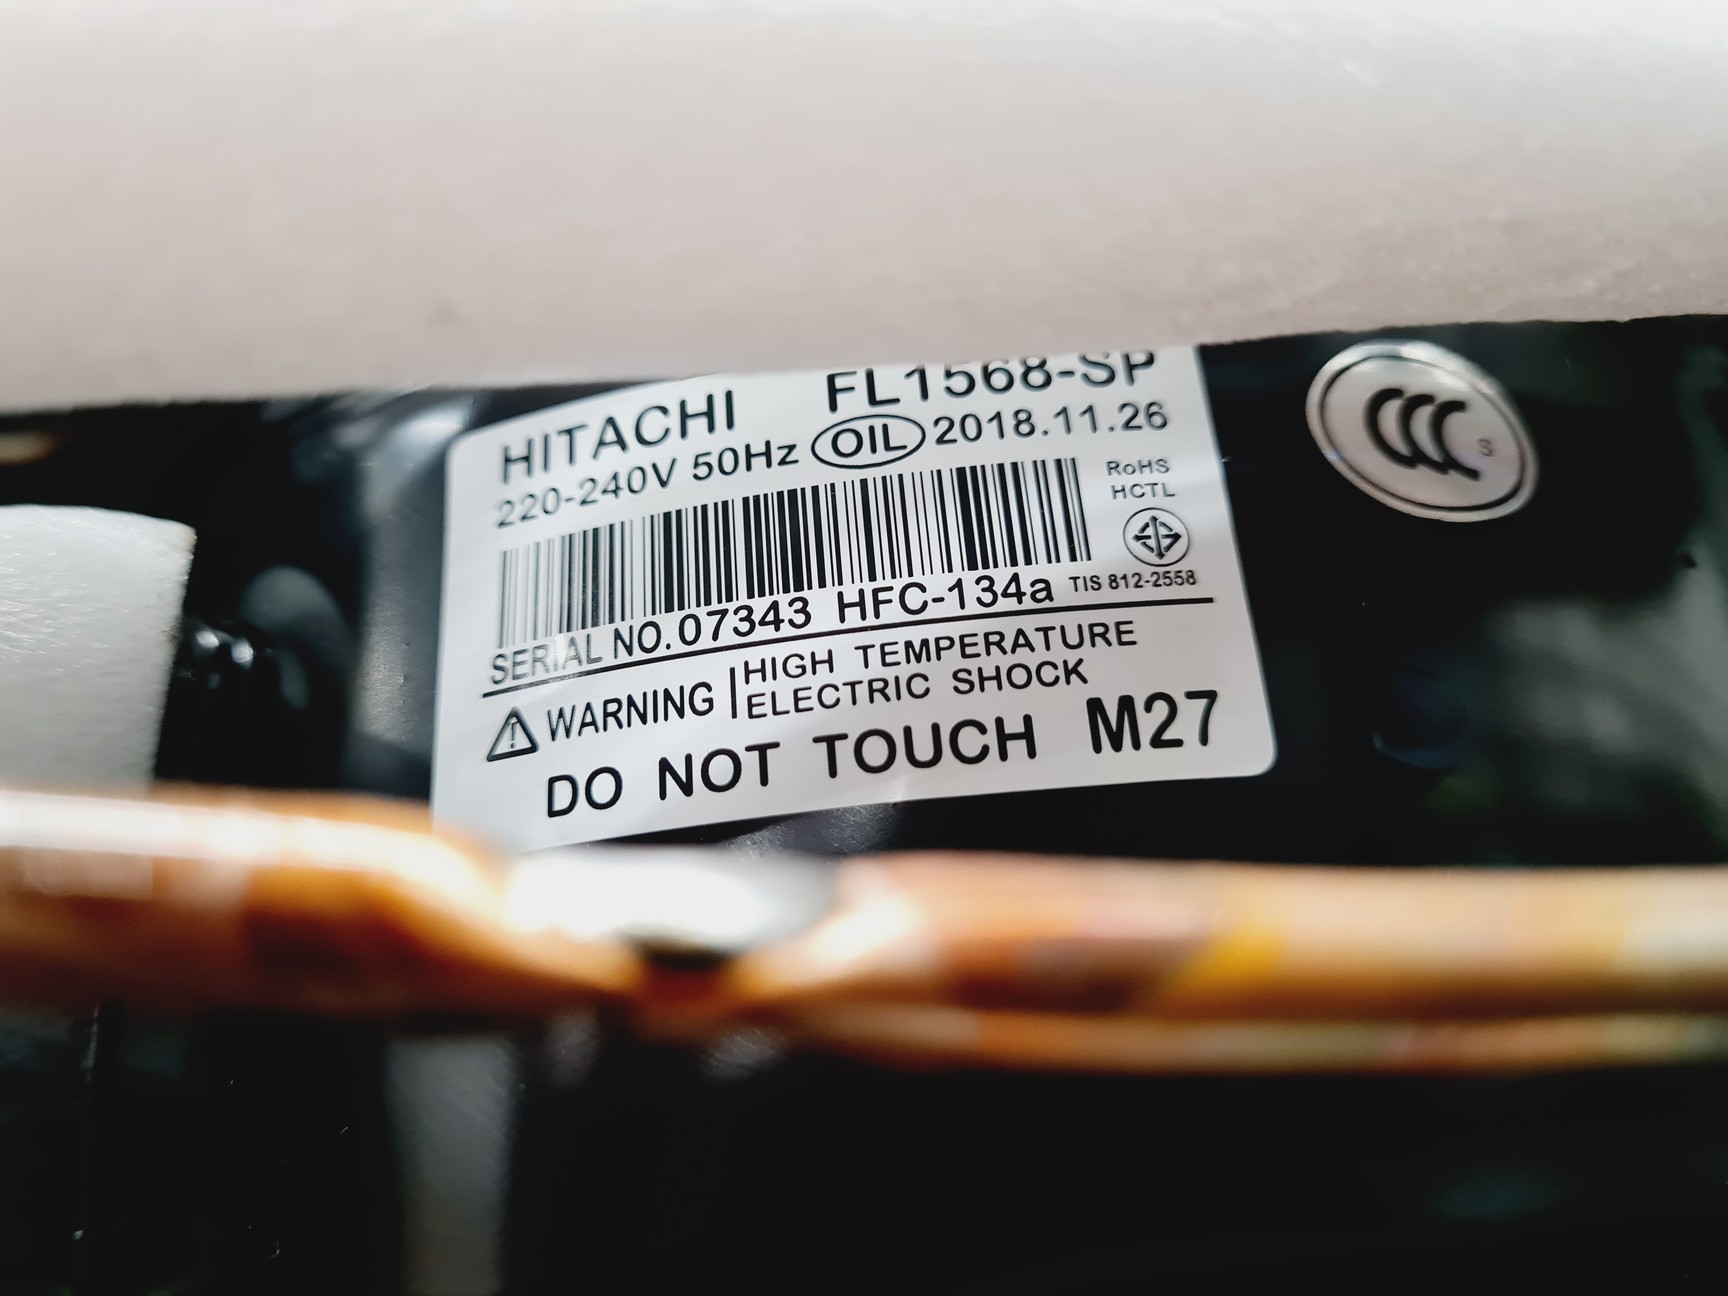 HITACHI FL1568-SP
220-240V 50Hz OIL 2018.11.26
RoHS
HCTL
SERIAL NO.07343 HFC-134a TIS 812-2558
WARNING HIGH TEMPERATURE
ELECTRIC SHOCK
DO NOT TOUCH M27
CCC S